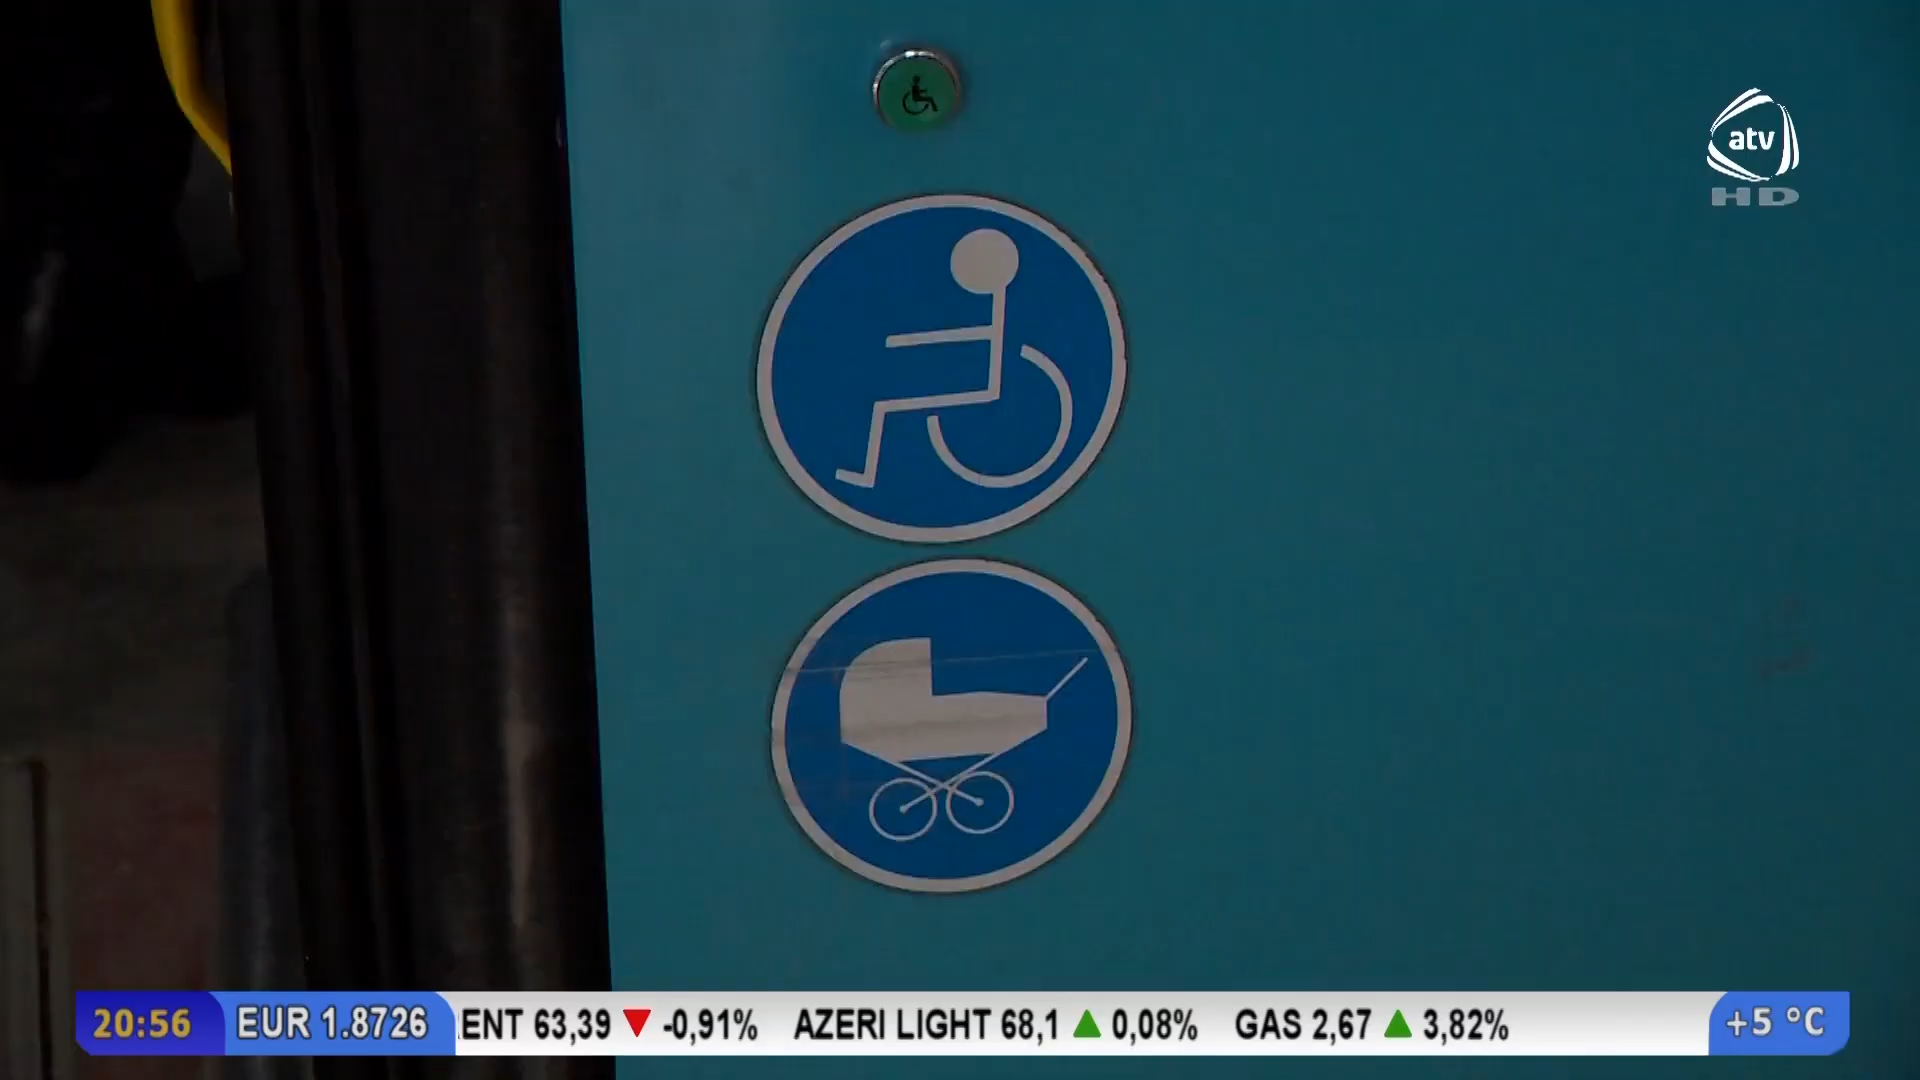 atv
HD
20:56 EUR 1.8726 ENT 63,39 -0,91% AZERI LIGHT 68,1 0,08% GAS 2,67 3,82% +5 °C